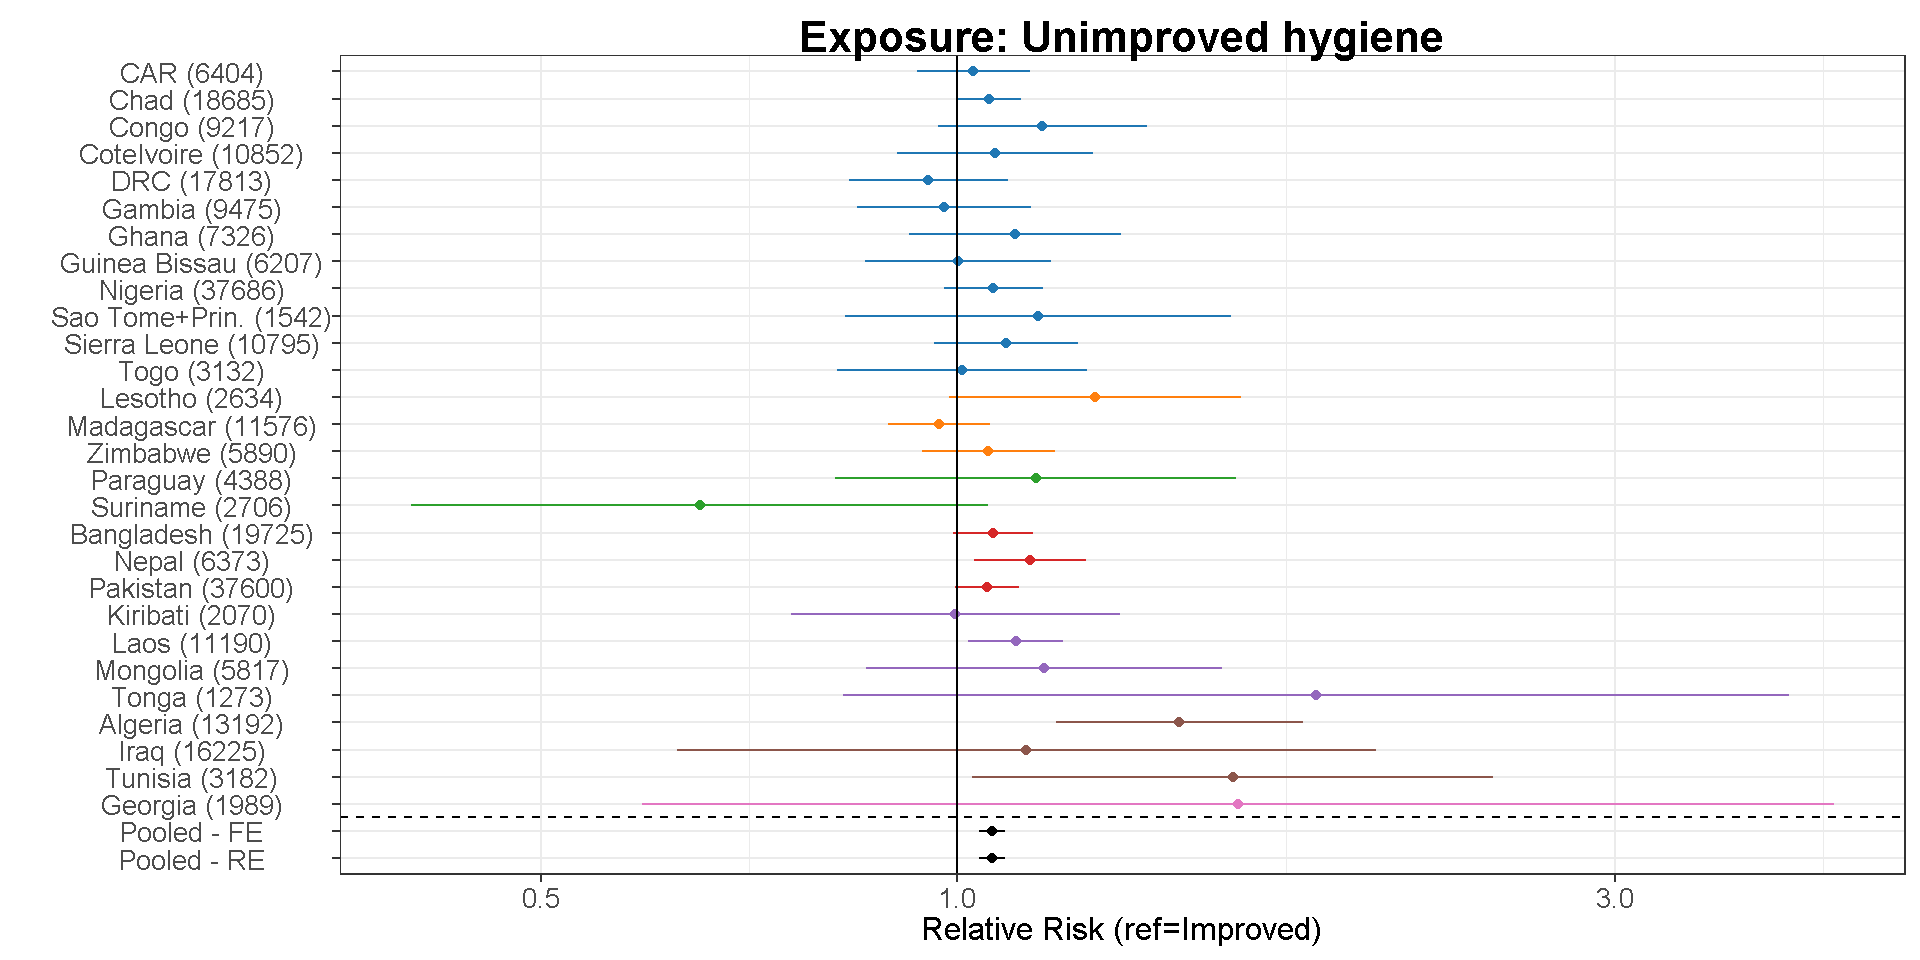 Exposure: Unimproved hygiene
CAR (6404)
Chad (18685)
Congo (9217)
CoteIvoire (10852)
DRC (17813)
Gambia (9475)
Ghana (7326)
Guinea Bissau (6207)
Nigeria (37686)
Sao Tome+Prin. (1542)
Sierra Leone (10795)
Togo (3132)
Lesotho (2634)
Madagascar (11576)
Zimbabwe (5890)
Paraguay (4388)
Suriname (2706)
Bangladesh (19725)
Nepal (6373)
Pakistan (37600)
Kiribati (2070)
Laos (11190)
Mongolia (5817)
Tonga (1273)
Algeria (13192)
Iraq (16225)
Tunisia (3182)
Georgia (1989)
Pooled - FE
Pooled - RE
0.5 1.0 3.0
Relative Risk (ref=Improved)